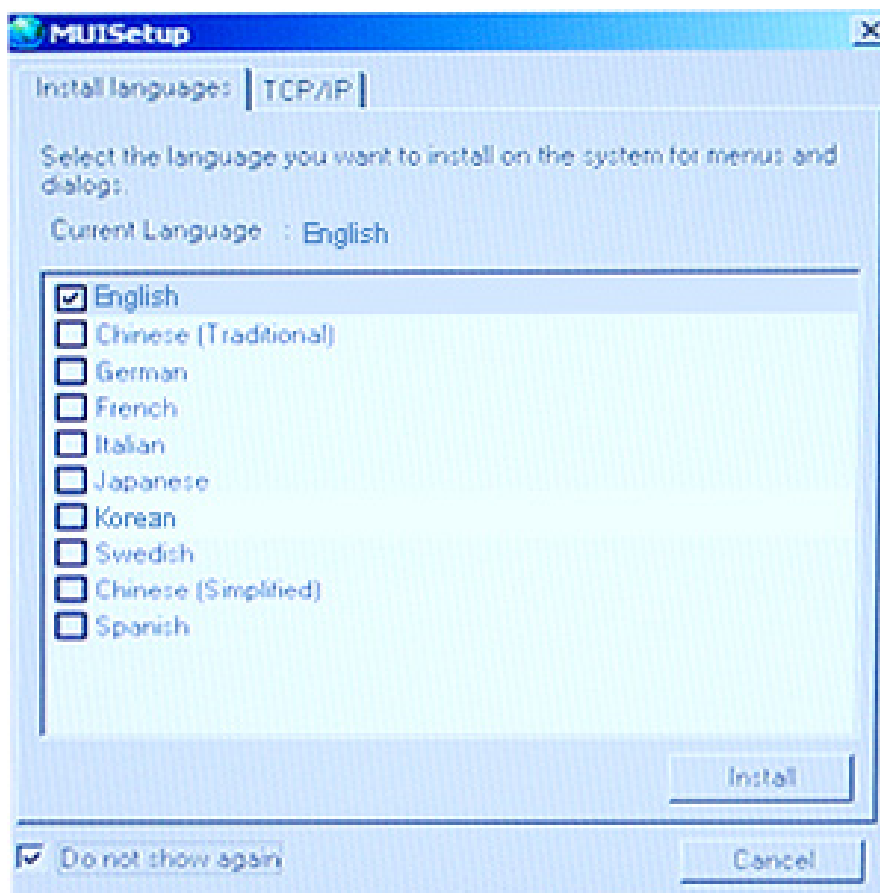 MUISetup
Install languages
TCP/IP
Select the language you want to install on the system for menus and
dialogs.
Current Language : English
English
Chinese (Traditional)
German
French
Italian
Japanese
Korean
Swedish
Chinese (Simplified)
Spanish
Install
Do not show again
Cancel